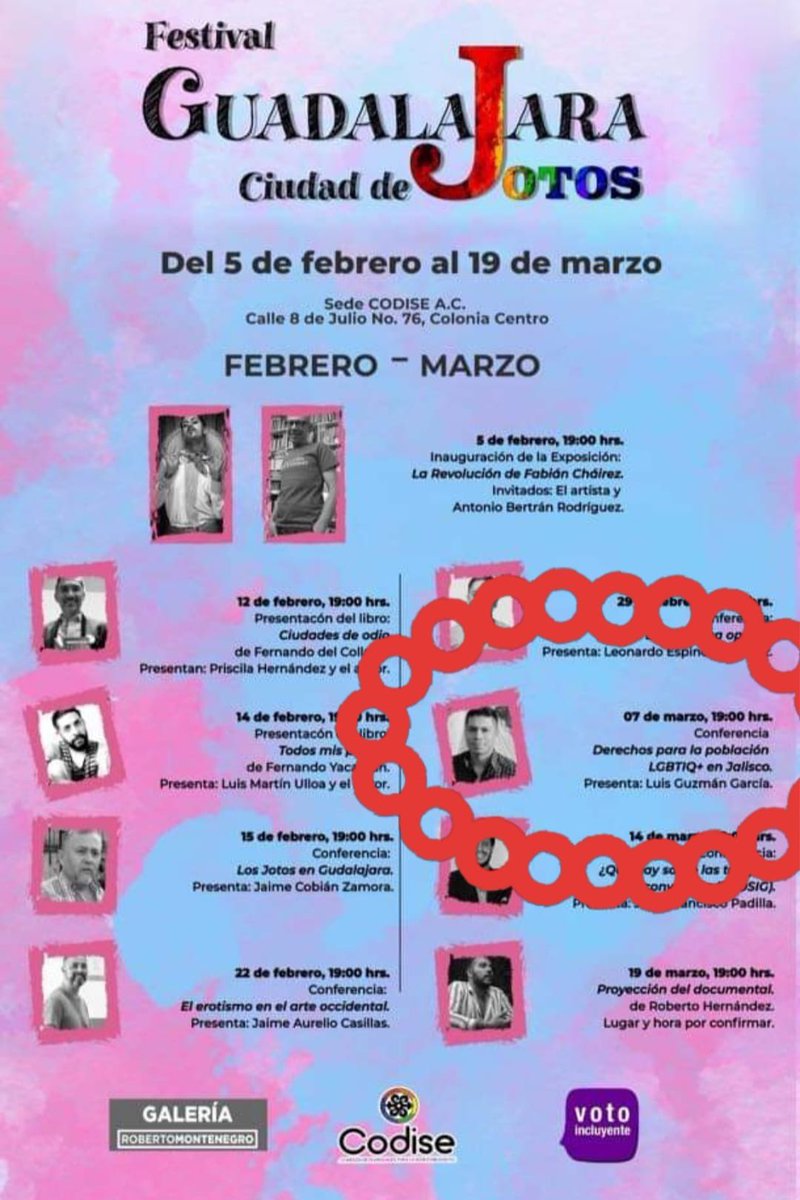 Festival
GUADALAJARA
Ciudad de JOTOS
Del 5 de febrero al 19 de marzo
Sede CODISE A.C.
Calle 8 de Julio No. 76, Colonia Centro
FEBRERO - MARZO
5 de febrero, 19:00 hrs.
Inauguración de la Exposición:
La Revolución de Fabián Cháirez.
Invitados: El artista y
Antonio Bertrán Rodríguez.
12 de febrero, 19:00 hrs.
Presentacón del libro:
Ciudades de odio
de Fernando del
Presentan: Priscila Hernández y el
14 de febrero, hrs.
Presentacón
Todos mis
de Fernando
Presenta: Luis Martín Ulloa y el
15 de febrero, 19:00 hrs.
Conferencia:
Los Jotos en Gudalajara.
Presenta: Jaime Cobián Zamora.
22 de febrero, 19:00 hrs.
Conferencia:
El erotismo en el arte occidental.
Presenta: Jaime Aurelio Casillas.
29
Presenta: Leonardo
07 de marzo, 19:00 hrs.
Conferencia
Derechos para la población
LGBTIQ+ en Jalisco.
Presenta: Luis Guzmán García.
14 de
las
Padilla.
19 de marzo, 19:00 hrs.
Proyección del documental.
de Roberto Hernández.
Lugar y hora por confirmar.
GALERÍA
ROBERTOMONTENEGRO
Codise
voto
incluyente